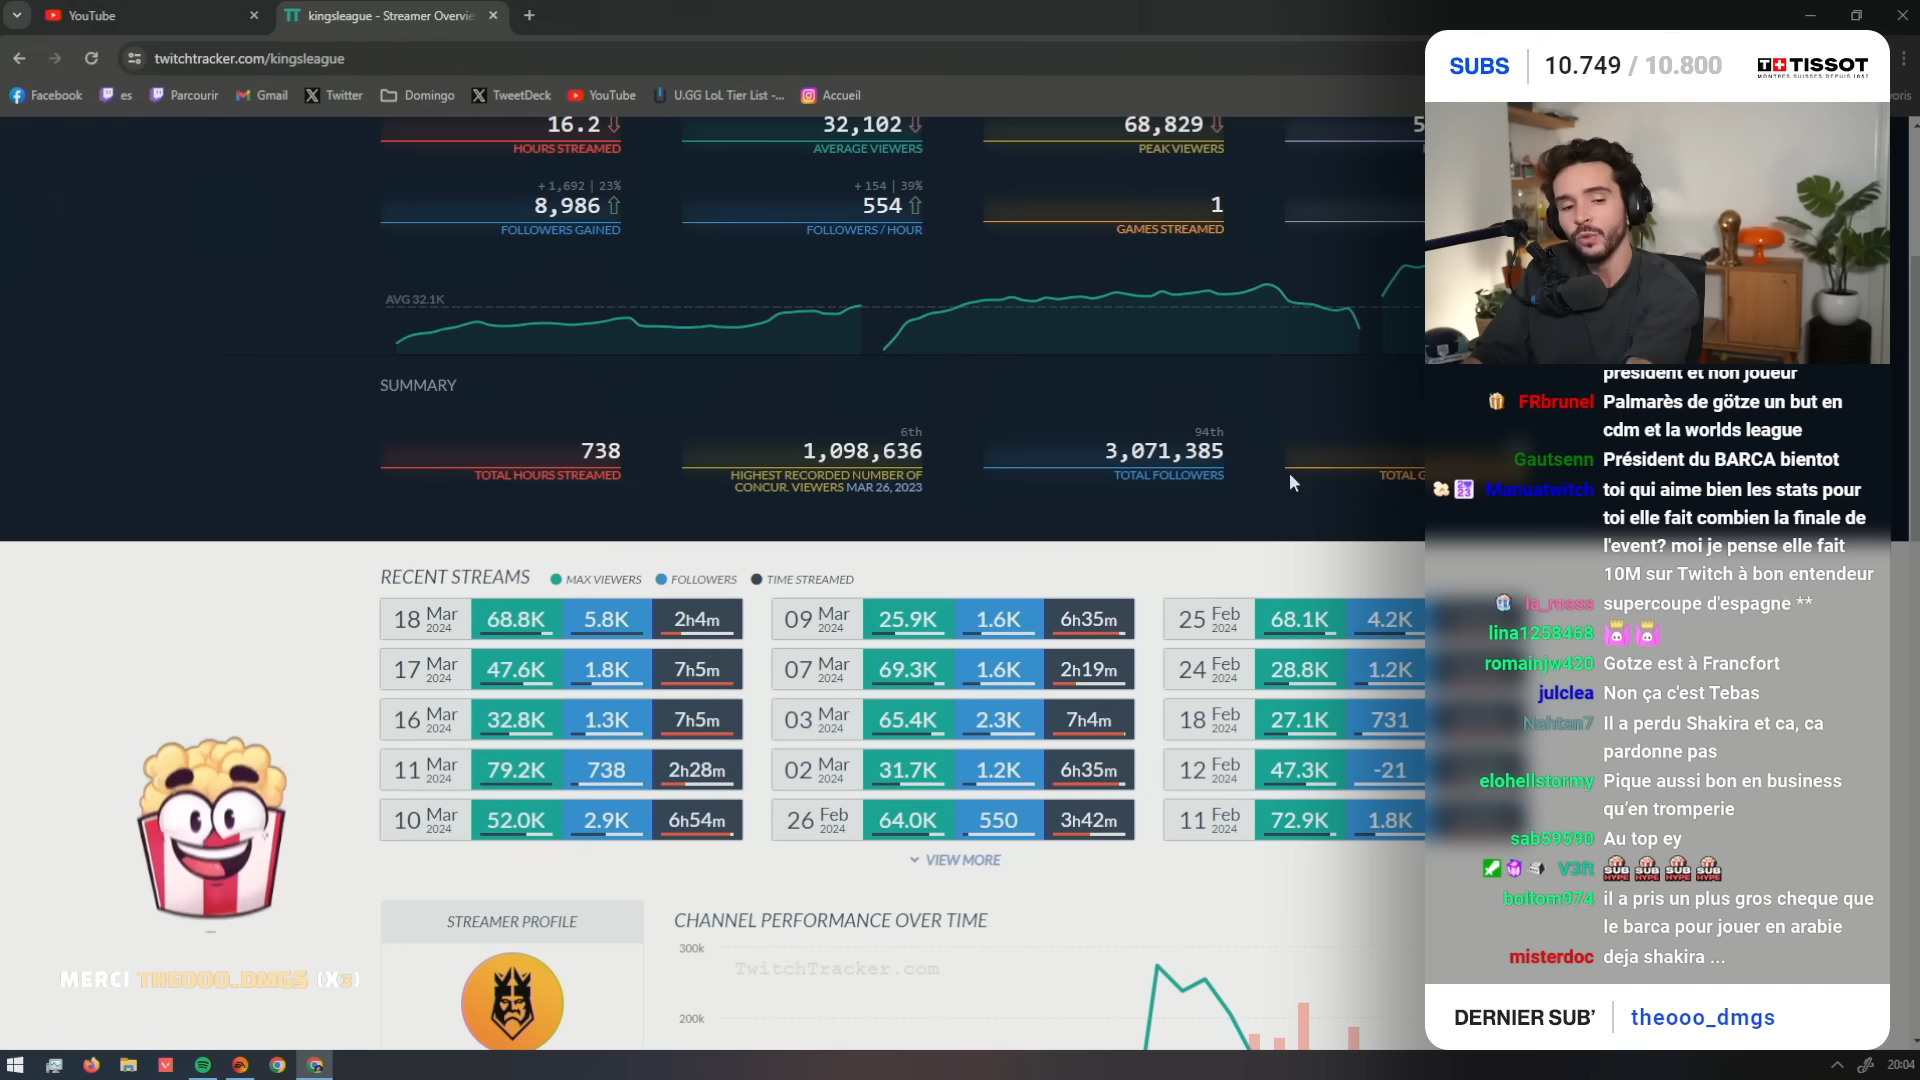 YouTube
kingsleague - Streamer Overvie
twitchtracker.com/kingsleague
Facebook
es
Parcourir
Gmail
Twitter
Domingo
TweetDeck
YouTube
U.GG LoL Tier List -...
Accueil
16.2
HOURS STREAMED
32,102
AVERAGE VIEWERS
68,829
PEAK VIEWERS
5
+1,692 | 23%
8,986
FOLLOWERS GAINED
+154 | 39%
554
FOLLOWERS / HOUR
1
GAMES STREAMED
AVG 32.1K
SUMMARY
738
TOTAL HOURS STREAMED
6th
1,098,636
HIGHEST RECORDED NUMBER OF
CONCUR. VIEWERS MAR 26, 2023
94th
3,071,385
TOTAL FOLLOWERS
TOTAL G
RECENT STREAMS MAX VIEWERS FOLLOWERS TIME STREAMED
18 Mar 2024 68.8K 5.8K 2h4m
17 Mar 2024 47.6K 1.8K 7h5m
16 Mar 2024 32.8K 1.3K 7h5m
11 Mar 2024 79.2K 738 2h28m
10 Mar 2024 52.0K 2.9K 6h54m
09 Mar 2024 25.9K 1.6K 6h35m
07 Mar 2024 69.3K 1.6K 2h19m
03 Mar 2024 65.4K 2.3K 7h4m
02 Mar 2024 31.7K 1.2K 6h35m
26 Feb 2024 64.0K 550 3h42m
25 Feb 2024 68.1K 4.2K
24 Feb 2024 28.8K 1.2K
18 Feb 2024 27.1K 731
12 Feb 2024 47.3K -21
11 Feb 2024 72.9K 1.8K
VIEW MORE
STREAMER PROFILE
CHANNEL PERFORMANCE OVER TIME
300k
TwitchTracker.com
200k
MERCI THEOOO_DMGS (X3)
SUBS 10.749 / 10.800
T+TISSOT
président et non joueur
FRbrunel Palmarès de götze un but en
cdm et la worlds league
Gautsenn Président du BARCA bientot
Manuatwitch toi qui aime bien les stats pour
toi elle fait combien la finale de
l'event? moi je pense elle fait
10M sur Twitch à bon entendeur
la_rosss supercoupe d'espagne **
lina1258468
romainjw420 Gotze est à Francfort
julclea Non ça c'est Tebas
Nahtan7 Il a perdu Shakira et ca, ca
pardonne pas
elohellstormy Pique aussi bon en business
qu'en tromperie
sab59590 Au top ey
V3ft SUB HYPE SUB HYPE SUB HYPE SUB HYPE
boltom974 il a pris un plus gros cheque que
le barca pour jouer en arabie
misterdoc deja shakira ...
DERNIER SUB' theooo_dmgs
20:04